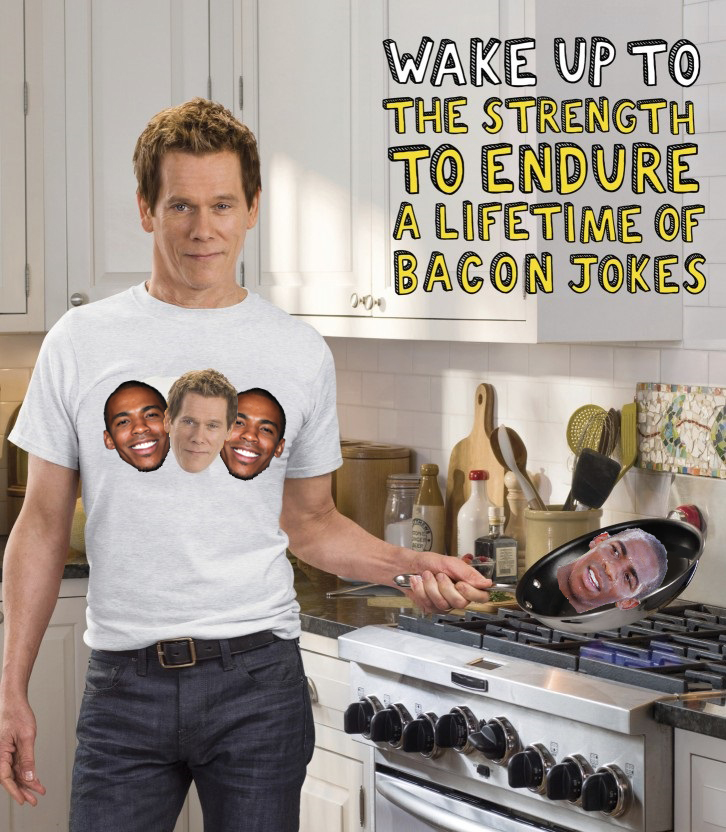 WAKE UP TO
THE STRENGTH
TO ENDURE
A LIFETIME OF
BACON JOKES